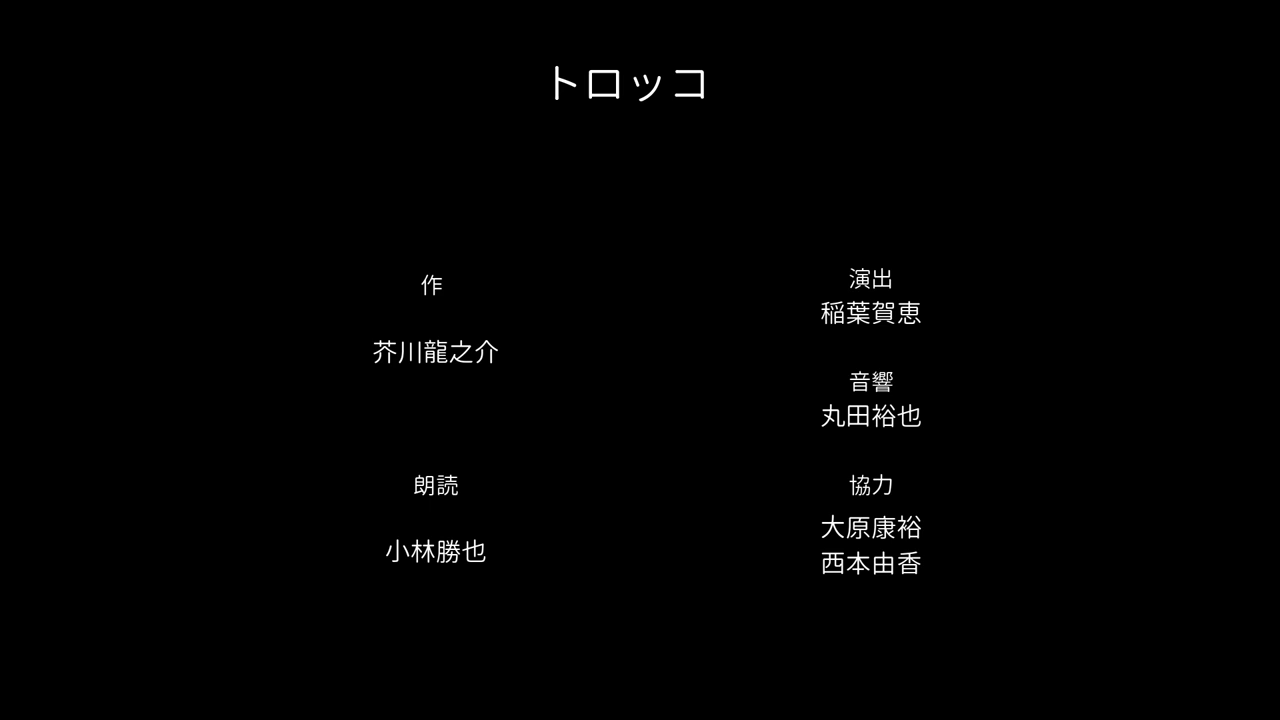 トロッコ
作
芥川龍之介
朗読
小林勝也
演出
稲葉賀恵
音響
丸田裕也
協力
大原康裕
西本由香